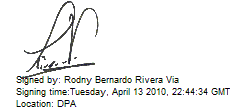 Signed by: Rodny Bernardo Rivera Via
Signing time:Tuesday, April 13 2010, 22:44:34 GMT
Location: DPA